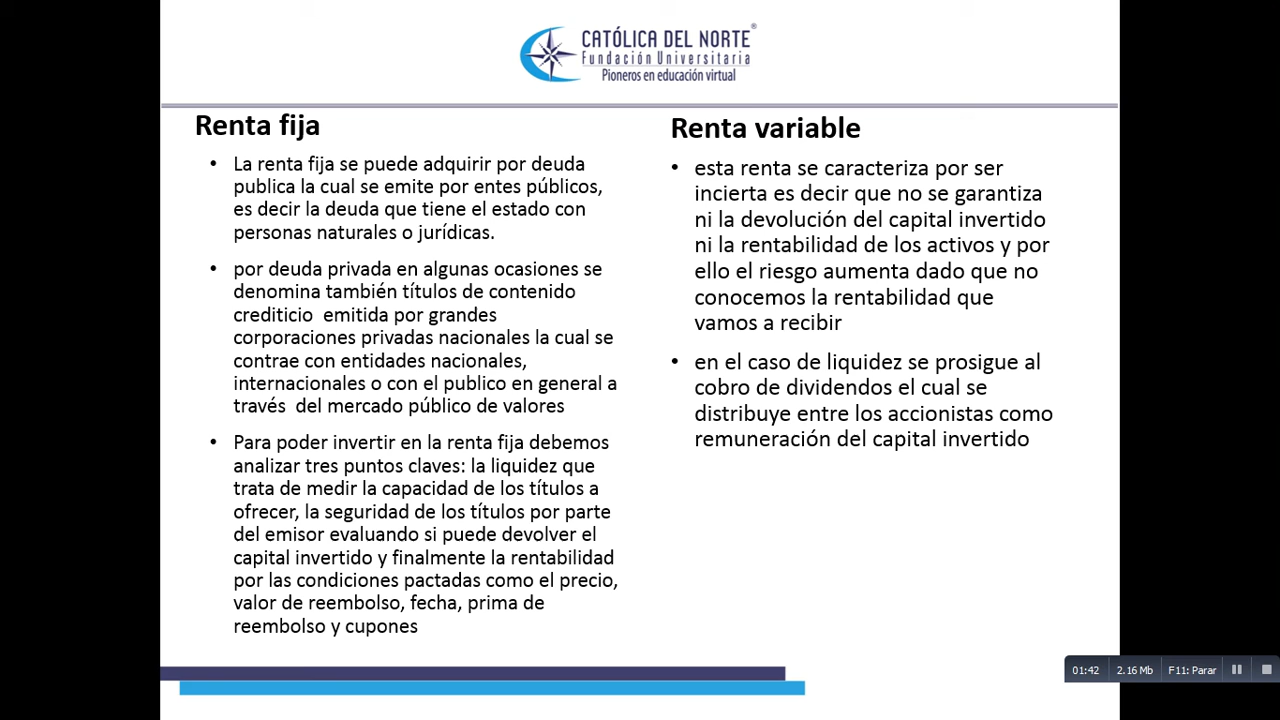 CATÓLICA DEL NORTE®
Fundación Universitaria
Pioneros en educación virtual
Renta fija
• La renta fija se puede adquirir por deuda
publica la cual se emite por entes públicos,
es decir la deuda que tiene el estado con
personas naturales o jurídicas.
• por deuda privada en algunas ocasiones se
denomina también títulos de contenido
crediticio  emitida por grandes
corporaciones privadas nacionales la cual se
contrae con entidades nacionales,
internacionales o con el publico en general a
través  del mercado público de valores
• Para poder invertir en la renta fija debemos
analizar tres puntos claves: la liquidez que
trata de medir la capacidad de los títulos a
ofrecer, la seguridad de los títulos por parte
del emisor evaluando si puede devolver el
capital invertido y finalmente la rentabilidad
por las condiciones pactadas como el precio,
valor de reembolso, fecha, prima de
reembolso y cupones
Renta variable
• esta renta se caracteriza por ser
incierta es decir que no se garantiza
ni la devolución del capital invertido
ni la rentabilidad de los activos y por
ello el riesgo aumenta dado que no
conocemos la rentabilidad que
vamos a recibir
• en el caso de liquidez se prosigue al
cobro de dividendos el cual se
distribuye entre los accionistas como
remuneración del capital invertido
01:42 2.16 Mb F11: Parar